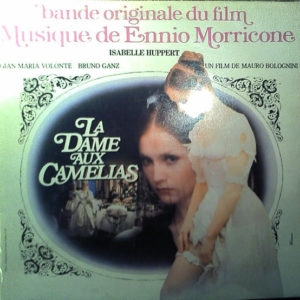 bande originale du film
Musique de Ennio Morricone
ISABELLE HUPPERT
GIAN MARIA VOLONTE BRUNO GANZ UN FILM DE MAURO BOLOGNINI
LA
DAME
AUX
CAMELIAS